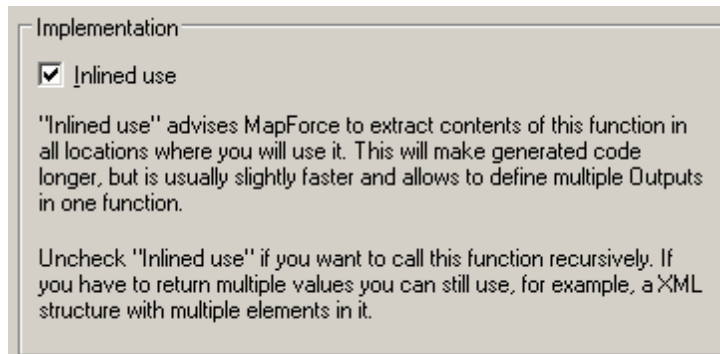 Implementation
Inlined use
"Inlined use" advises MapForce to extract contents of this function in
all locations where you will use it. This will make generated code
longer, but is usually slightly faster and allows to define multiple Outputs
in one function.
Uncheck "Inlined use" if you want to call this function recursively. If
you have to return multiple values you can still use, for example, a XML
structure with multiple elements in it.